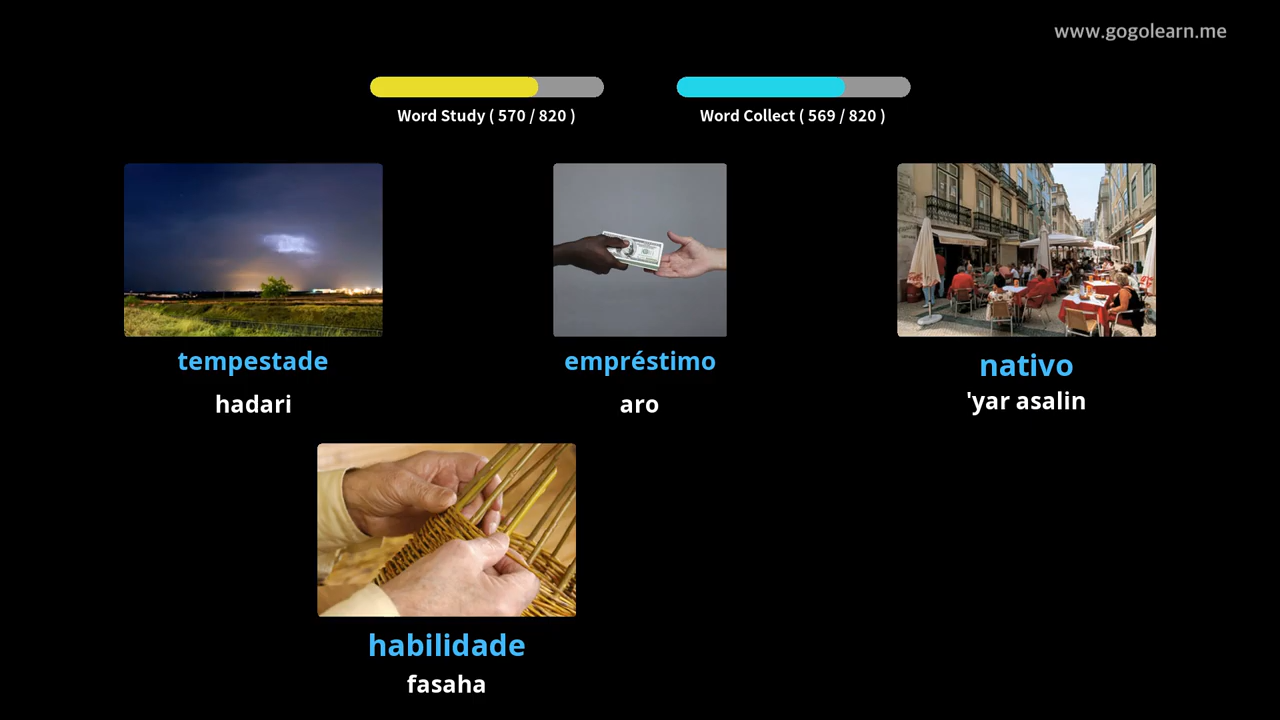 www.gogolearn.me
Word Study ( 570 / 820 )
Word Collect ( 569 / 820 )
tempestade
hadari
empréstimo
aro
nativo
'yar asalin
habilidade
fasaha